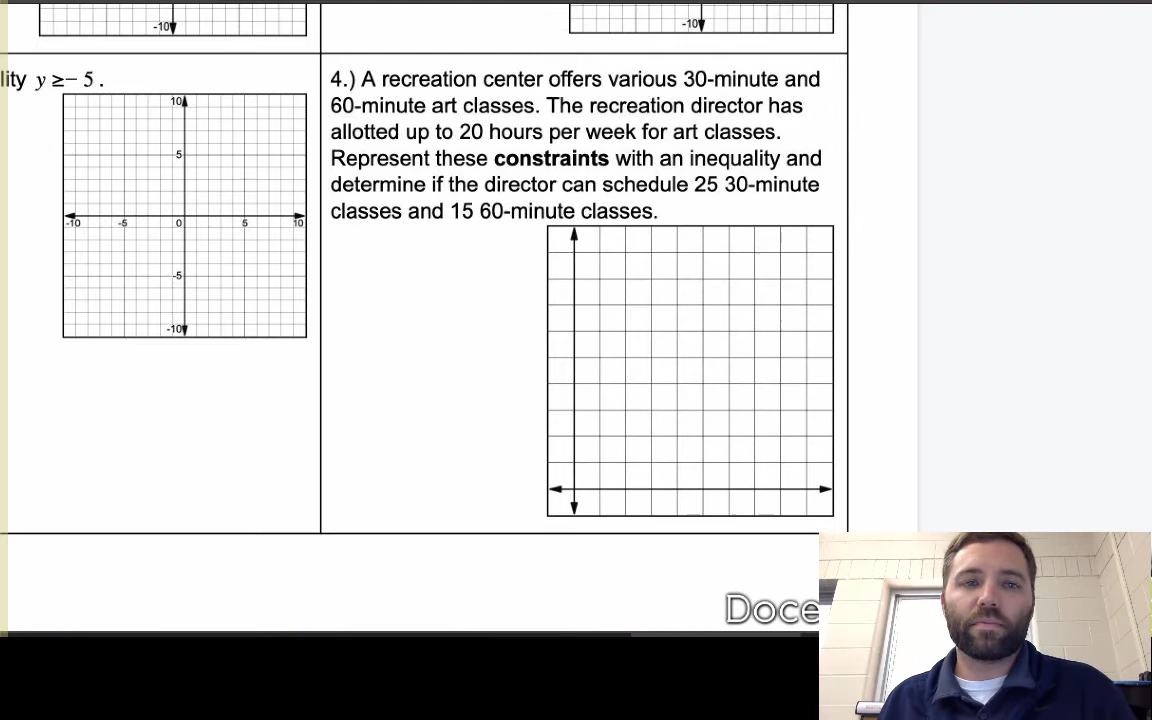 -10
-10
lity y ≥− 5 .
10
5
-10
-5
0
5
10
-5
-10
4.) A recreation center offers various 30-minute and
60-minute art classes. The recreation director has
allotted up to 20 hours per week for art classes.
Represent these constraints with an inequality and
determine if the director can schedule 25 30-minute
classes and 15 60-minute classes.
Doce